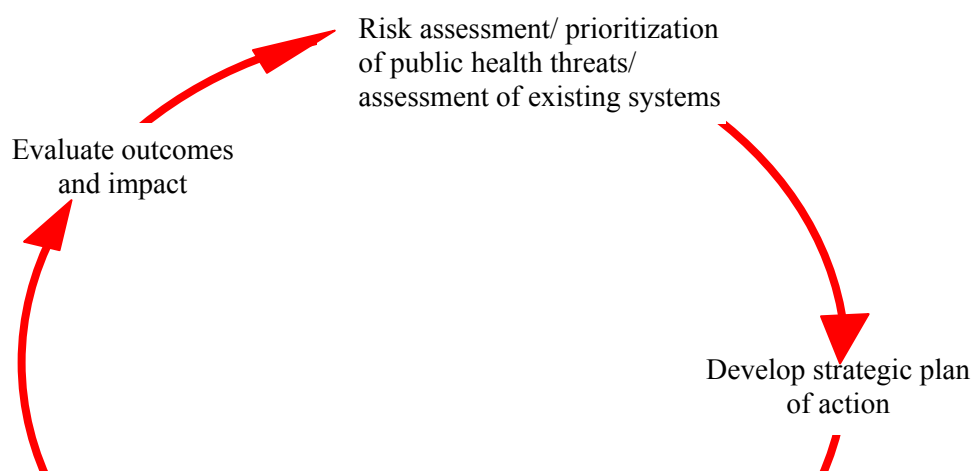 Risk assessment/ prioritization
of public health threats/
assessment of existing systems
Evaluate outcomes
and impact
Develop strategic plan
of action